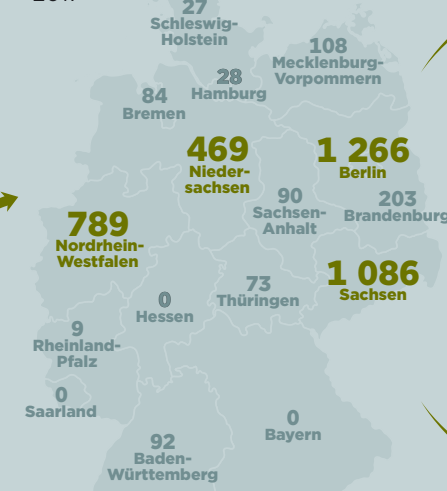 27
Schleswig-
Holstein
108
Mecklenburg-
Vorpommern
28
Hamburg
84
Bremen
469
Nieder-
sachsen
1 266
Berlin
90
Sachsen-
Anhalt
203
Brandenburg
789
Nordrhein-
Westfalen
1 086
Sachsen
73
Thüringen
0
Hessen
9
Rheinland-
Pfalz
0
Saarland
0
Bayern
92
Baden-
Württemberg